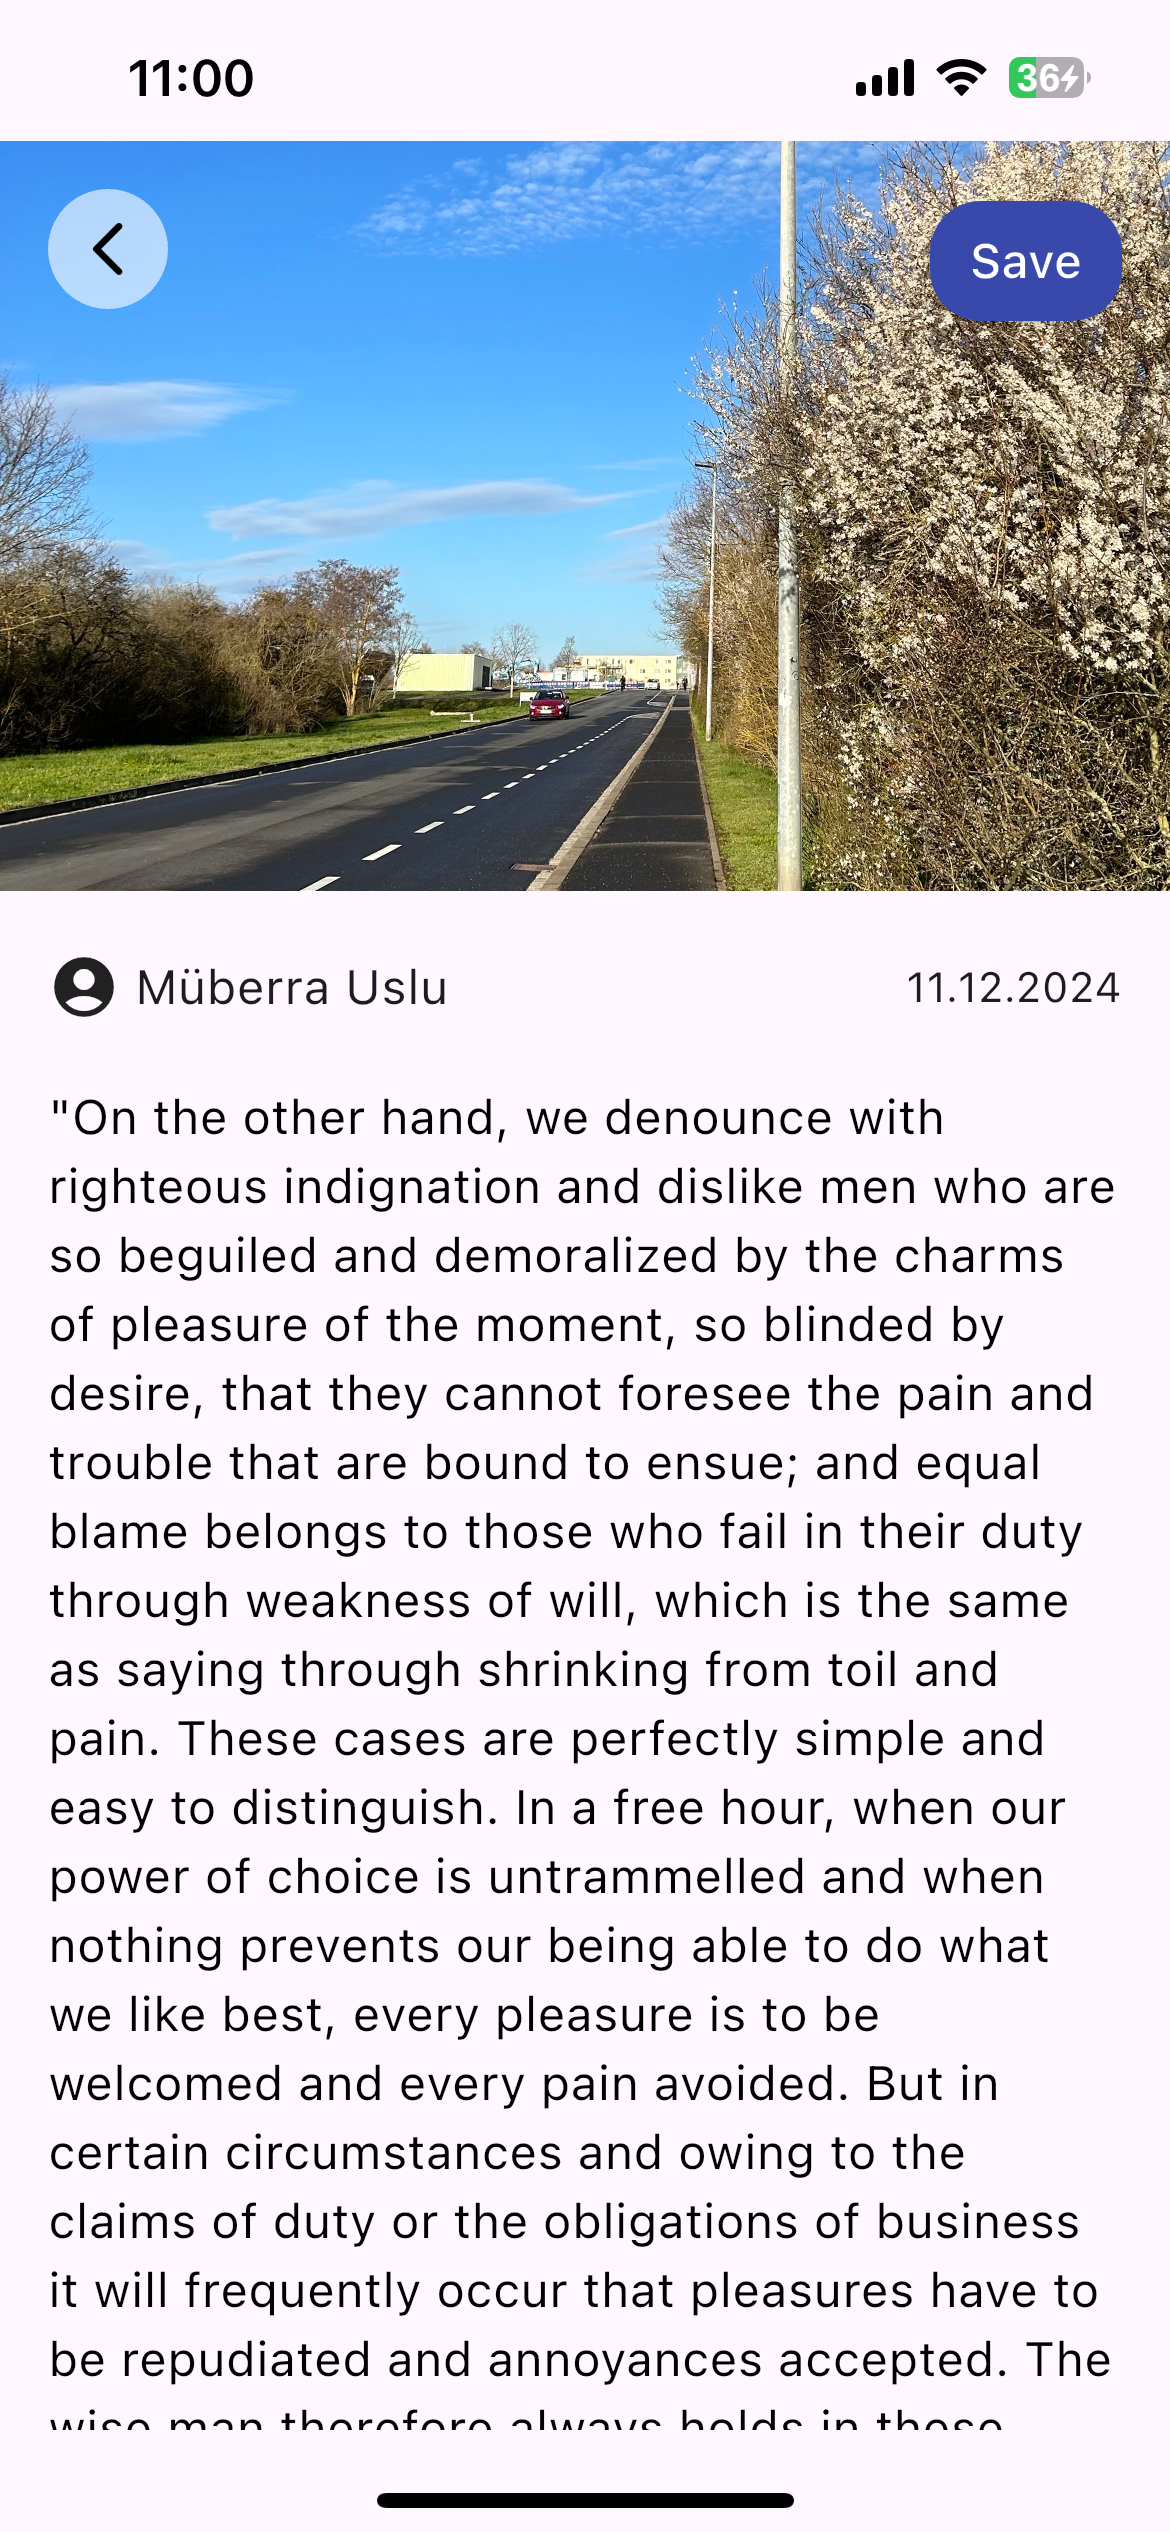 11:00
36
Save
Müberra Uslu
11.12.2024
"On the other hand, we denounce with
righteous indignation and dislike men who are
so beguiled and demoralized by the charms
of pleasure of the moment, so blinded by
desire, that they cannot foresee the pain and
trouble that are bound to ensue; and equal
blame belongs to those who fail in their duty
through weakness of will, which is the same
as saying through shrinking from toil and
pain. These cases are perfectly simple and
easy to distinguish. In a free hour, when our
power of choice is untrammelled and when
nothing prevents our being able to do what
we like best, every pleasure is to be
welcomed and every pain avoided. But in
certain circumstances and owing to the
claims of duty or the obligations of business
it will frequently occur that pleasures have to
be repudiated and annoyances accepted. The
wise man therefore always holds in these